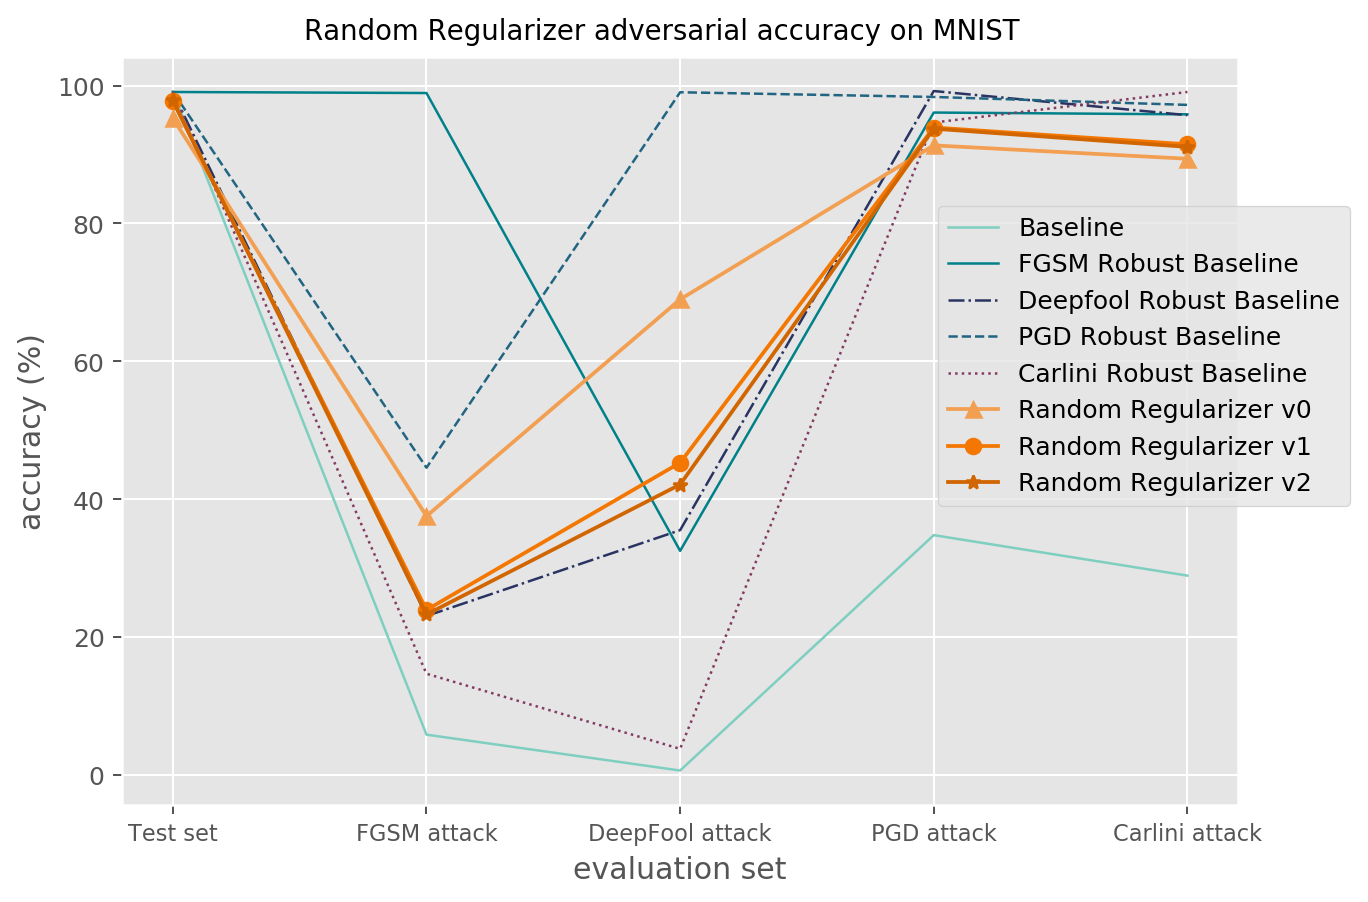 Random Regularizer adversarial accuracy on MNIST
accuracy (%)
100
80
60
40
20
0
Baseline
FGSM Robust Baseline
Deepfool Robust Baseline
PGD Robust Baseline
Carlini Robust Baseline
Random Regularizer v0
Random Regularizer v1
Random Regularizer v2
Test set
FGSM attack
DeepFool attack
PGD attack
Carlini attack
evaluation set